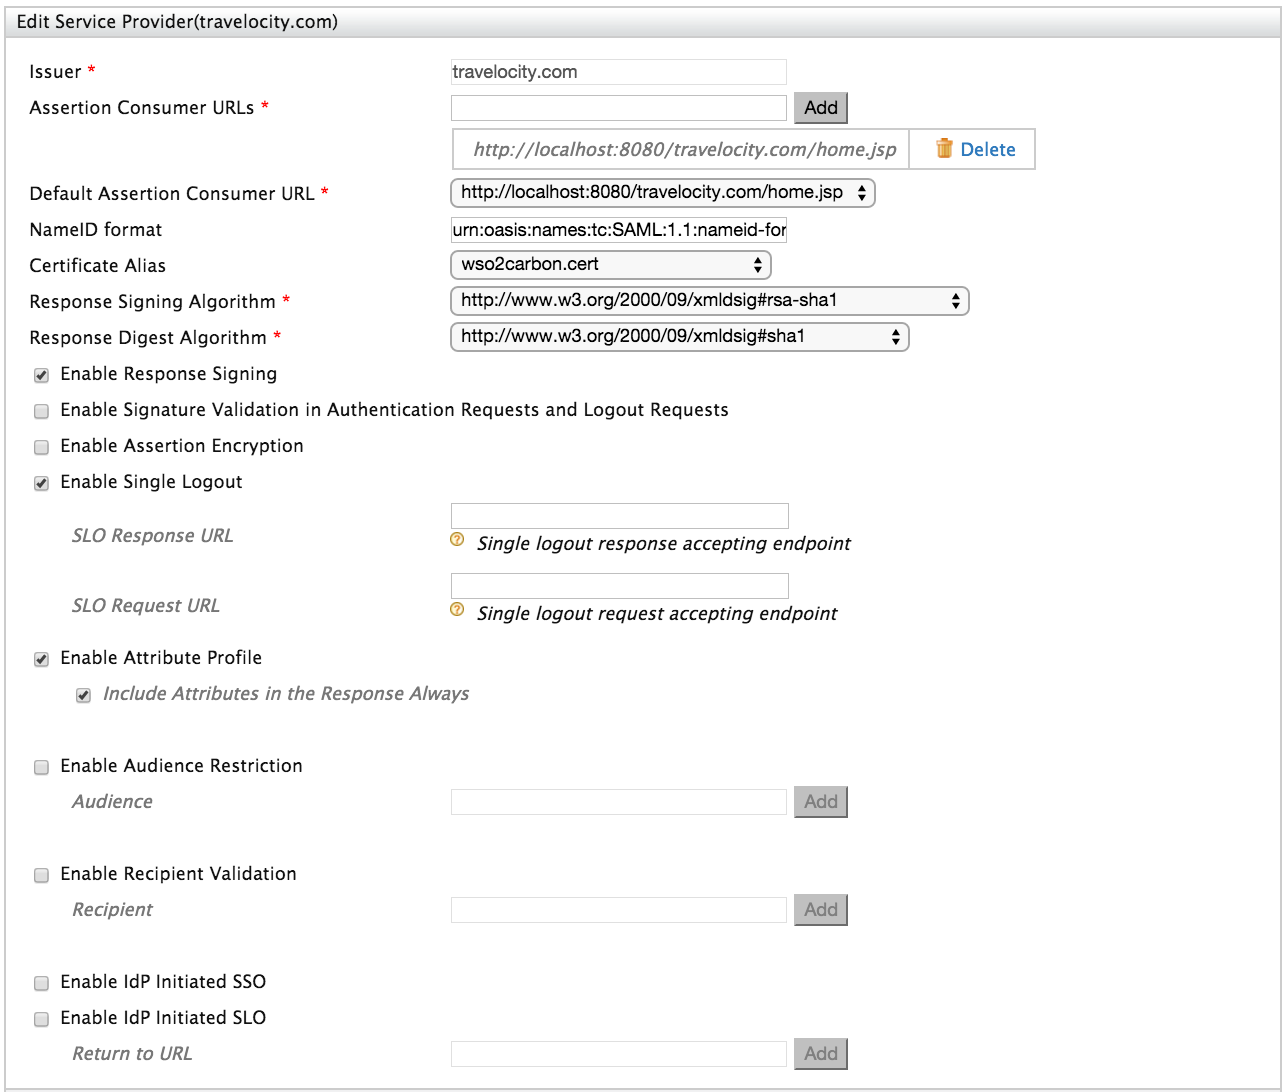 Edit Service Provider(travelocity.com)
Issuer * travelocity.com
Assertion Consumer URLs * Add
http://localhost:8080/travelocity.com/home.jsp Delete
Default Assertion Consumer URL * http://localhost:8080/travelocity.com/home.jsp
NameID format urn:oasis:names:tc:SAML:1.1:nameid-for
Certificate Alias wso2carbon.cert
Response Signing Algorithm * http://www.w3.org/2000/09/xmldsig#rsa-sha1
Response Digest Algorithm * http://www.w3.org/2000/09/xmldsig#sha1
Enable Response Signing
Enable Signature Validation in Authentication Requests and Logout Requests
Enable Assertion Encryption
Enable Single Logout
SLO Response URL
Single logout response accepting endpoint
SLO Request URL
Single logout request accepting endpoint
Enable Attribute Profile
Include Attributes in the Response Always
Enable Audience Restriction
Audience Add
Enable Recipient Validation
Recipient Add
Enable IdP Initiated SSO
Enable IdP Initiated SLO
Return to URL Add